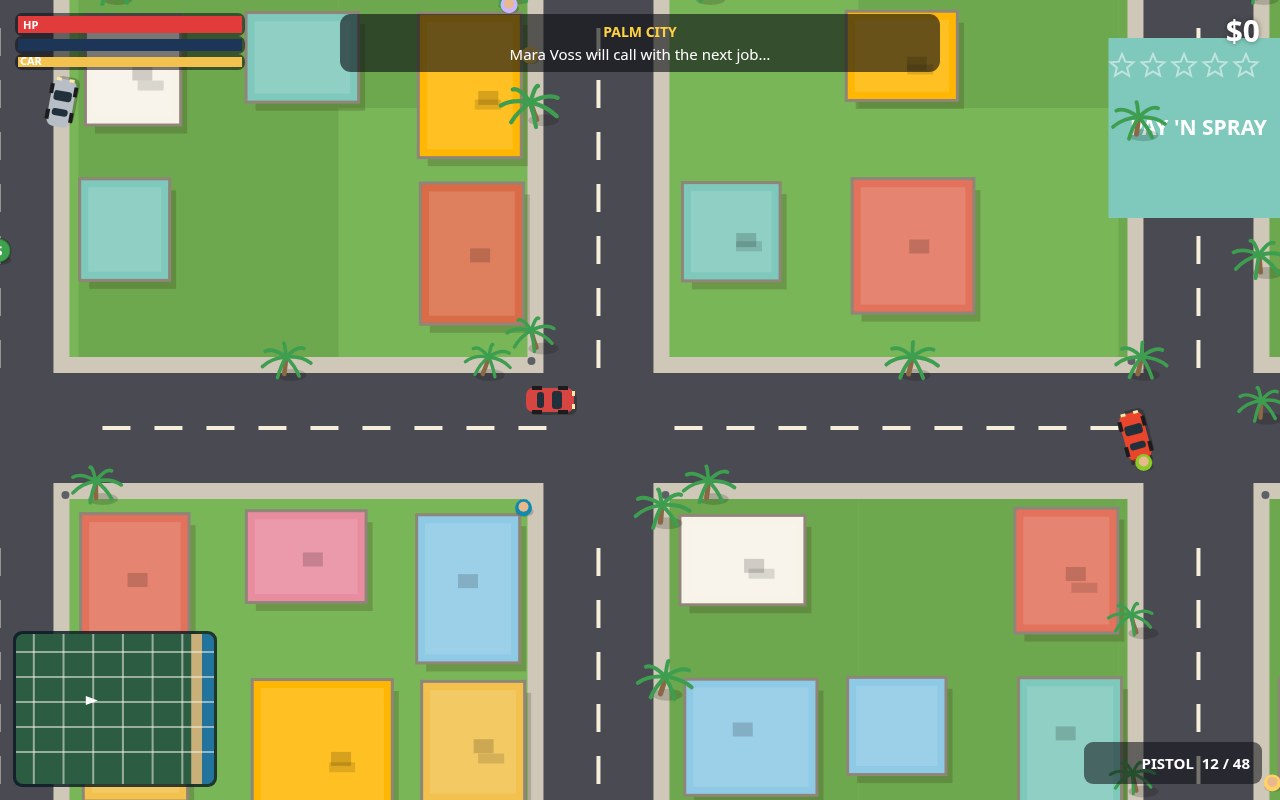 HP
CAR
PALM CITY
Mara Voss will call with the next job...
$0
'N SPRAY
PISTOL 12 / 48